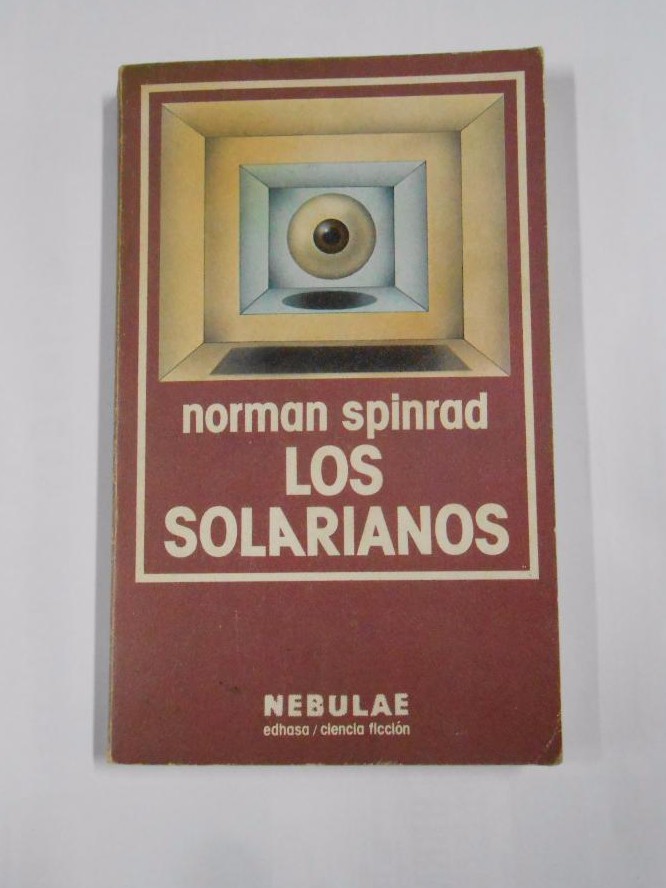 norman spinrad
LOS
SOLARIANOS
NEBULAE
edhasa / ciencia ficción